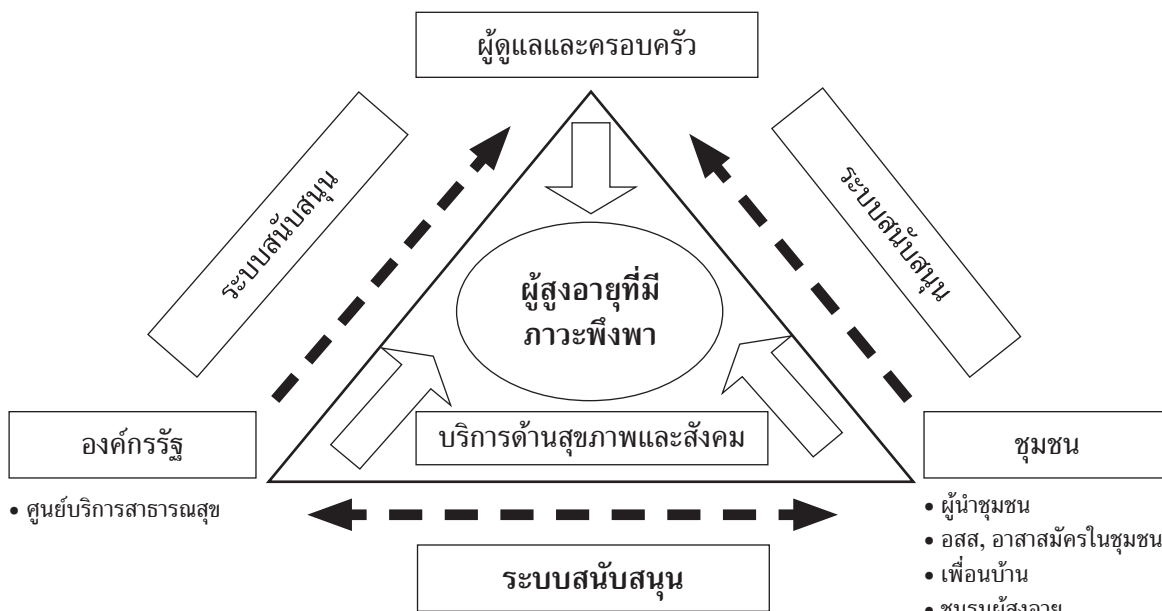 ผู้ดูแลและครอบครัว
ระบบสนับสนุน
ระบบสนับสนุน
ผู้สูงอายุที่มี
ภาวะพึงพา
องค์กรรัฐ
บริการด้านสุขภาพและสังคม
ชุมชน
• ศูนย์บริการสาธารณสุข
• ผู้นำชุมชน
• อสส, อาสาสมัครในชุมชน
• เพื่อนบ้าน
ระบบสนับสนุน